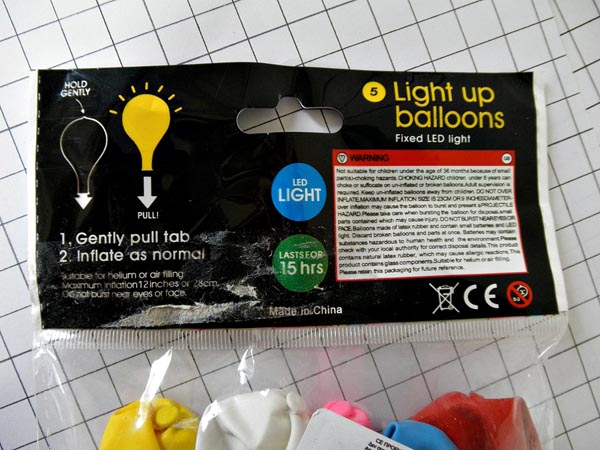 HOLD
GENTLY
PULL!
1. Gently pull tab
2. Inflate as normal
Suitable for helium or air filling
Maximum inflation 12 inches or 28cm.
Do not burst near eyes or face.
LED
LIGHT
LASTS FOR
15 hrs
Made in China
5 Light up
balloons
Fixed LED light
WARNING GB
Not suitable for children under the age of 36 months because of small
part(s)-choking hazards. CHOKING HAZARD children under 8 years can
choke or suffocate on un-inflated or broken balloons. Adult supervision is
required. Keep un-inflated balloons away from children. DO NOT OVER
INFLATE. MAXIMUM INFLATION SIZE IS 23CM OR 9 INCHES DIAMETER-
over inflation may cause the balloon to burst and present a PROJECTILE
HAZARD. Please take care when bursting the balloon for disposal, small
parts contained which may cause injury. DO NOT BURST NEAR EYES OR
FACE. Balloons made of latex rubber and contain small batteries and LED
light. Discard broken balloons and parts at once. Batteries may contain
substances hazardous to human health and the environment. Please
check with your local authority for correct disposal details. This product
contains natural latex rubber, which may cause allergy reactions. This
product contains glass components. Suitable for helium or air filling.
Please retain this packaging for future reference.
CE
0-3